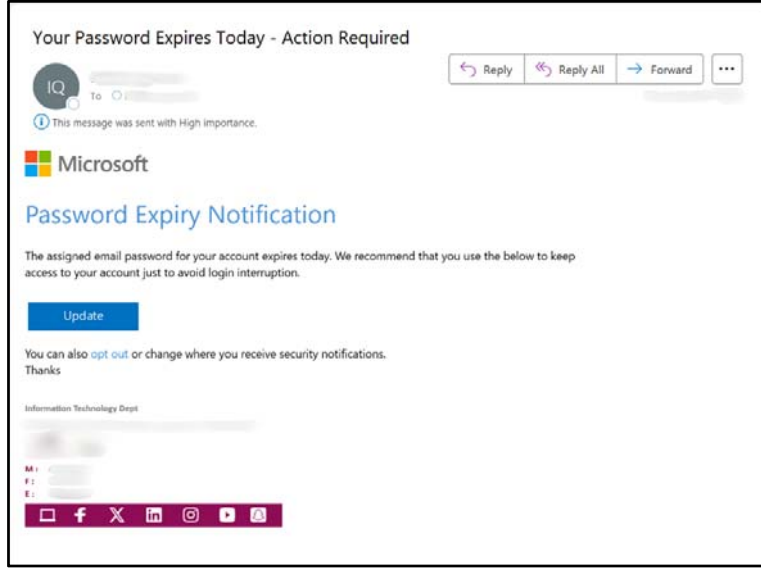 Your Password Expires Today - Action Required
Reply
Reply All
Forward
IQ
To
This message was sent with High importance.
Microsoft
Password Expiry Notification
The assigned email password for your account expires today. We recommend that you use the below to keep
access to your account just to avoid login interruption.
Update
You can also opt out or change where you receive security notifications.
Thanks
Information Technology Dept
M:
F:
E: